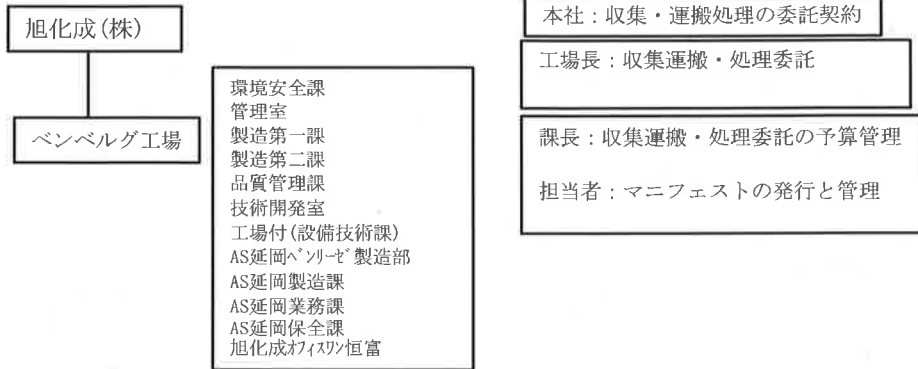 旭化成(株)
ベンベルグ工場
環境安全課
管理室
製造第一課
製造第二課
品質管理課
技術開発室
工場付(設備技術課)
AS延岡ﾍﾞﾝﾘｰｾﾞ製造部
AS延岡製造課
AS延岡業務課
AS延岡保全課
旭化成ｵﾌｨｽﾜﾝ恒富
本社：収集・運搬処理の委託契約
工場長：収集運搬・処理委託
課長：収集運搬・処理委託の予算管理
担当者：マニフェストの発行と管理